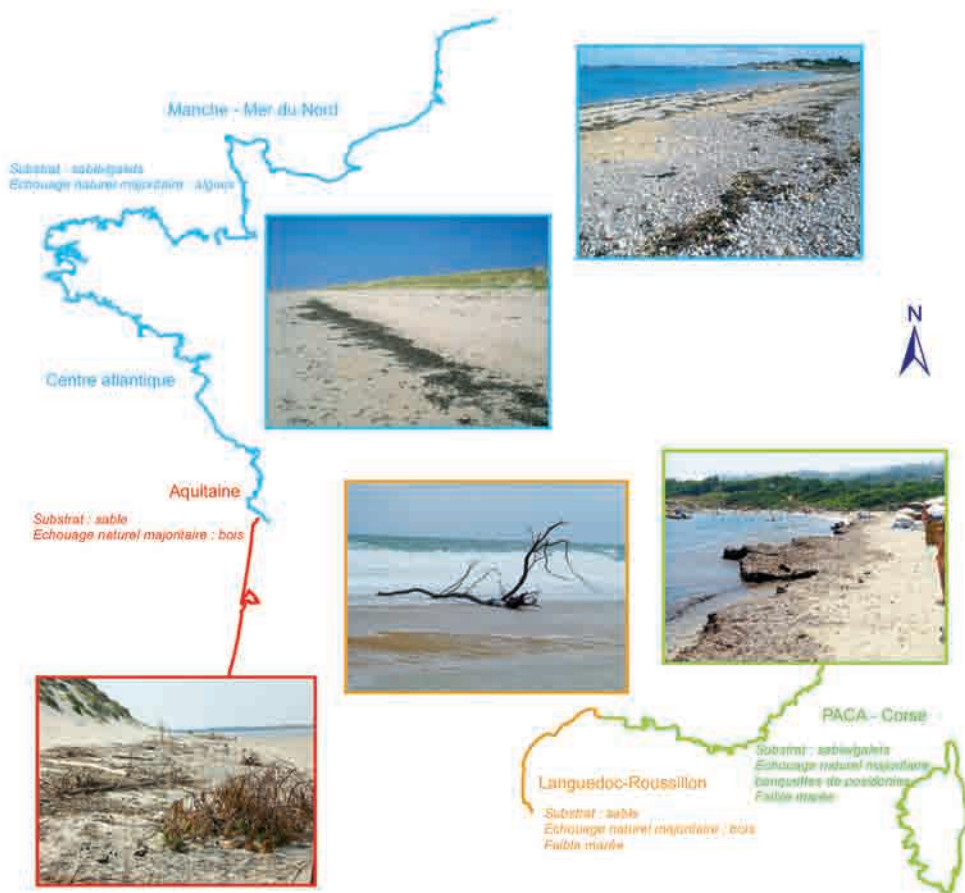 Manche - Mer du Nord
Substrat : sable/galets
Echouage naturel majoritaire : algues
N
Centre atlantique
Aquitaine
Substrat : sable
Echouage naturel majoritaire : bois
PACA - Corse
Substrat : sable/galets
Echouage naturel majoritaire
banquettes de posidonies
Faible marée
Languedoc-Roussillon
Substrat : sable
Echouage naturel majoritaire : bois
Faible marée